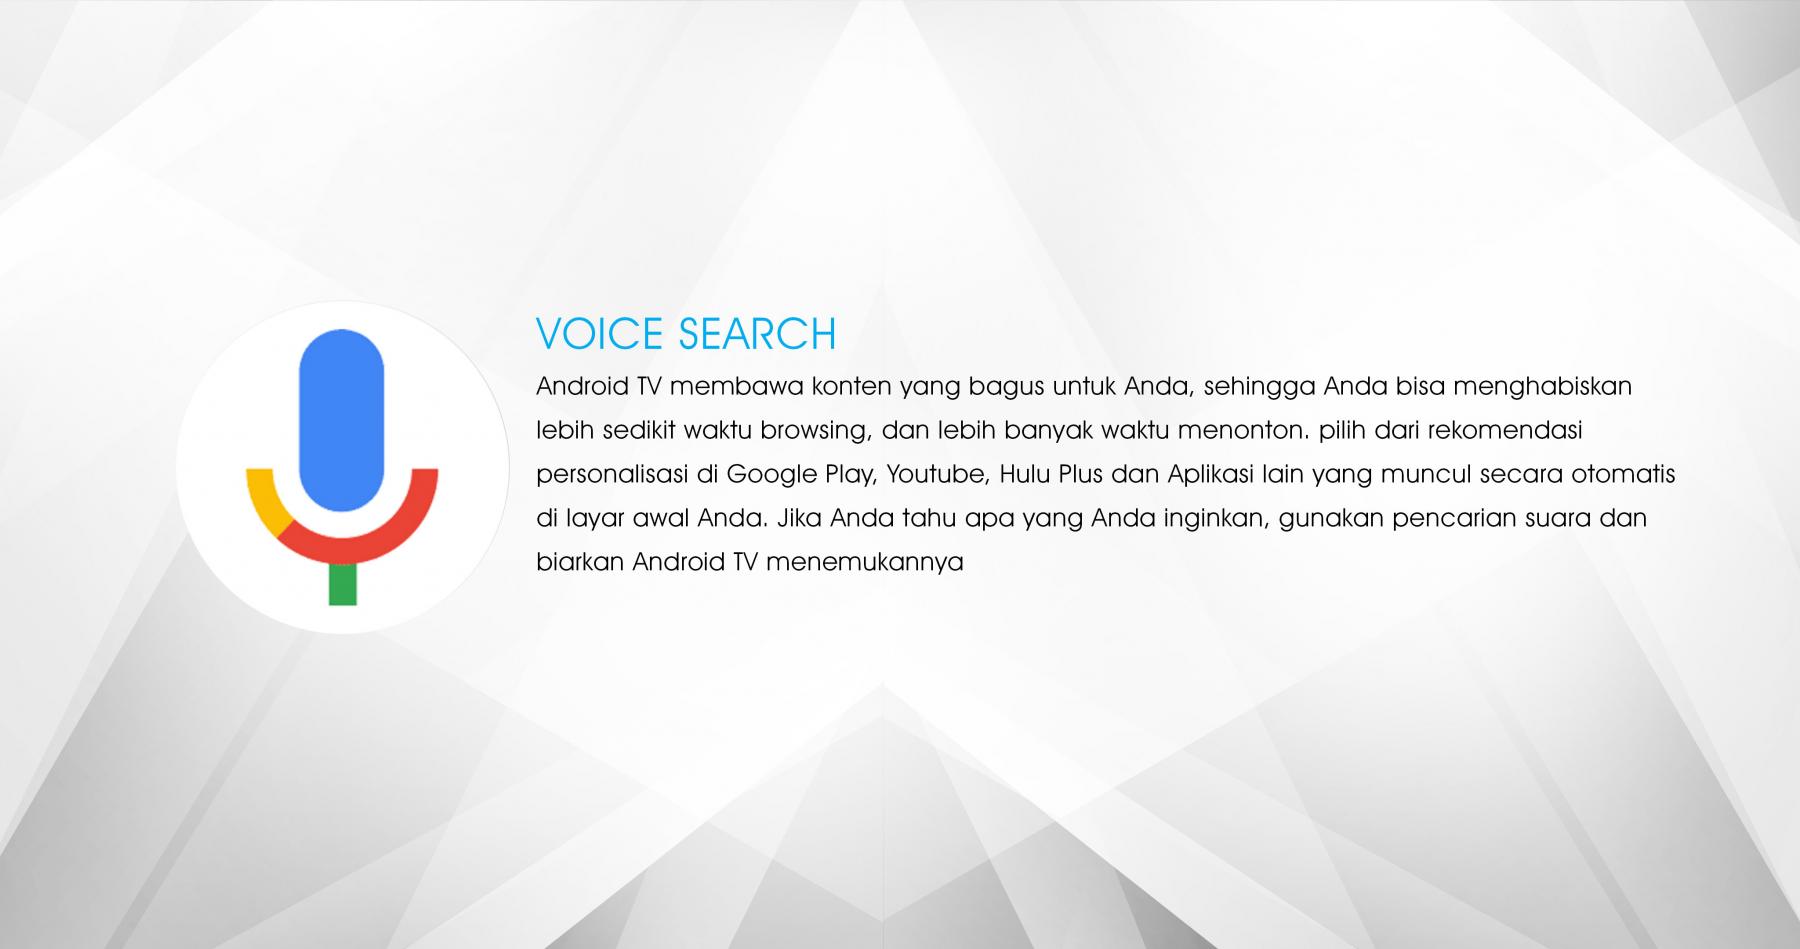 VOICE SEARCH
Android TV membawa konten yang bagus untuk Anda, sehingga Anda bisa menghabiskan
lebih sedikit waktu browsing, dan lebih banyak waktu menonton. pilih dari rekomendasi
personalisasi di Google Play, Youtube, Hulu Plus dan Aplikasi lain yang muncul secara otomatis
di layar awal Anda. Jika Anda tahu apa yang Anda inginkan, gunakan pencarian suara dan
biarkan Android TV menemukannya